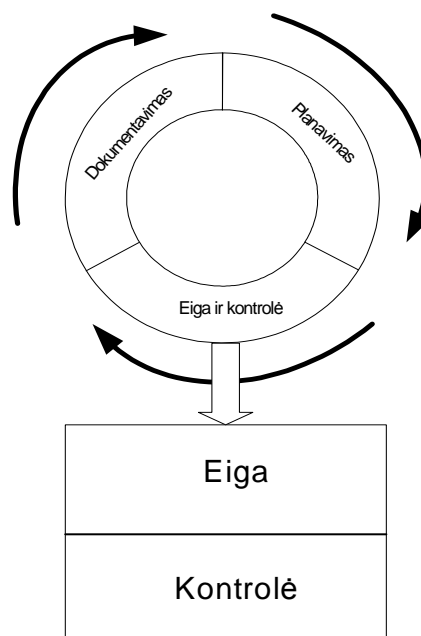 Dokumentavimas
Planavimas
Eiga ir kontrolė
Eiga
Kontrolė